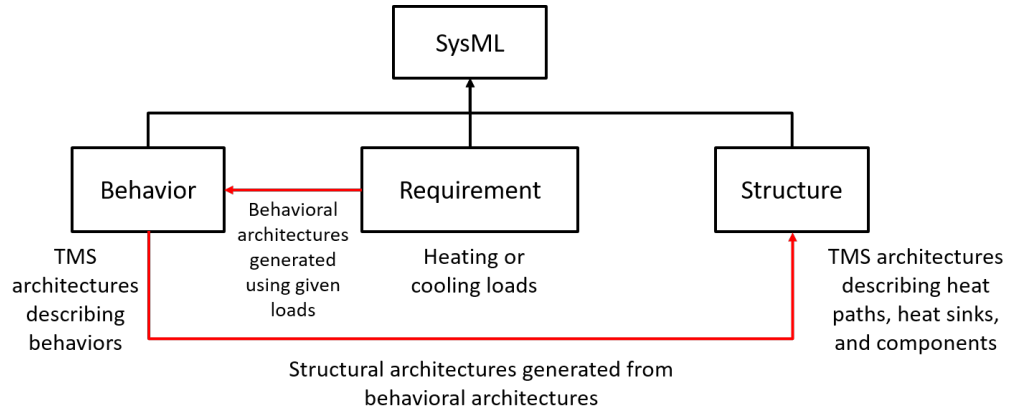 SysML
Behavior
Requirement
Structure
Behavioral
architectures
generated
using given
loads
TMS
architectures
describing
behaviors
Heating or
cooling loads
TMS architectures
describing heat
paths, heat sinks,
and components
Structural architectures generated from
behavioral architectures